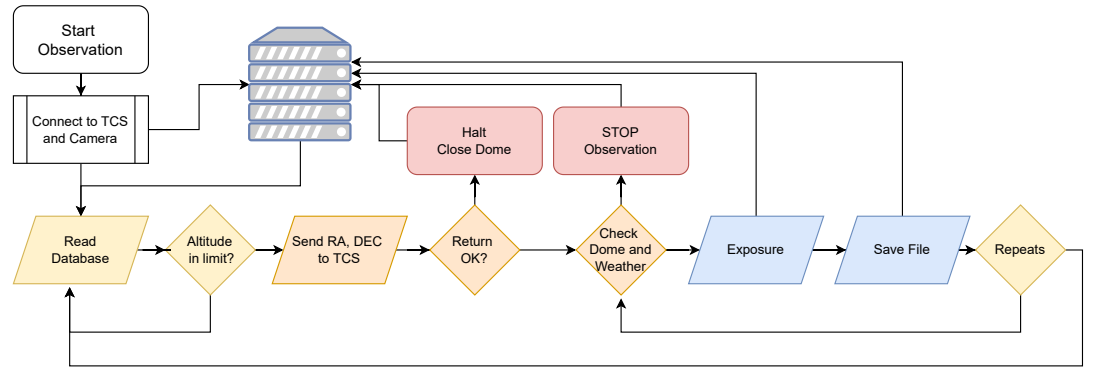 Start
Observation
Connect to TCS
and Camera
Halt
Close Dome
STOP
Observation
Read
Database
Altitude
in limit?
Send RA, DEC
to TCS
Return
OK?
Check
Dome and
Weather
Exposure
Save File
Repeats